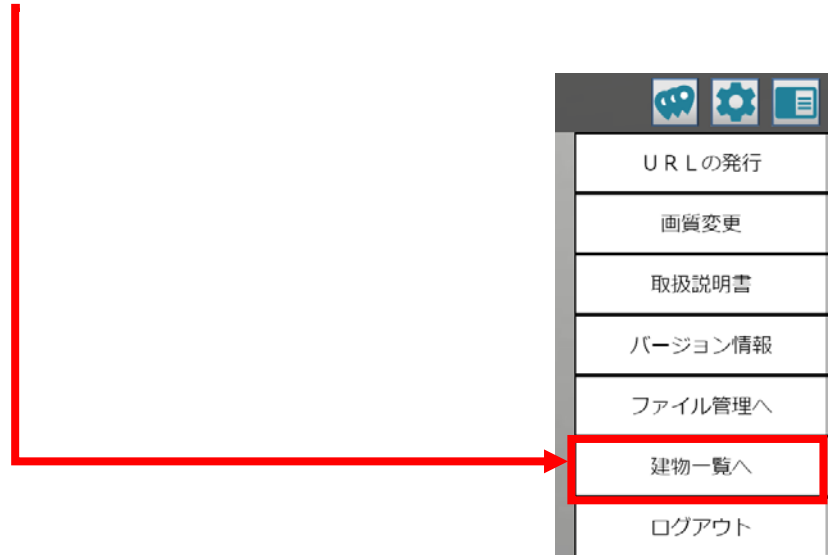 ＵＲＬの発行
画質変更
取扱説明書
バージョン情報
ファイル管理へ
建物一覧へ
ログアウト